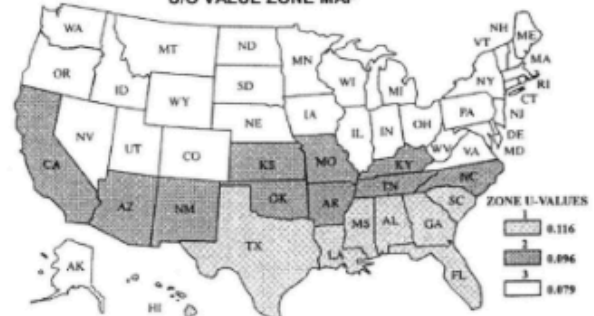 U/O VALUE ZONE MAP
WA
MT
ND
MN
NH
VT
ME
MA
OR
ID
SD
WI
MI
NY
RI
CT
WY
IA
PA
NJ
NV
NE
IL
IN
OH
DE
MD
UT
CO
WV
VA
CA
KS
MO
KY
AZ
NM
OK
AR
TN
NC
SC
TX
LA
MS
AL
GA
FL
AK
HI
ZONE U-VALUES
1
0.116
2
0.096
3
0.079